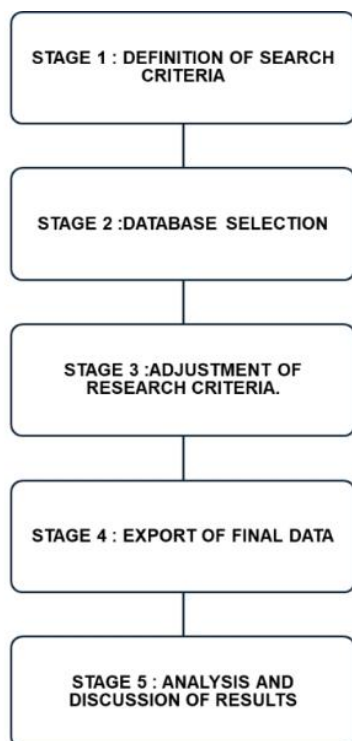 STAGE 1 : DEFINITION OF SEARCH
CRITERIA
STAGE 2 :DATABASE SELECTION
STAGE 3 :ADJUSTMENT OF
RESEARCH CRITERIA.
STAGE 4 : EXPORT OF FINAL DATA
STAGE 5 : ANALYSIS AND
DISCUSSION OF RESULTS